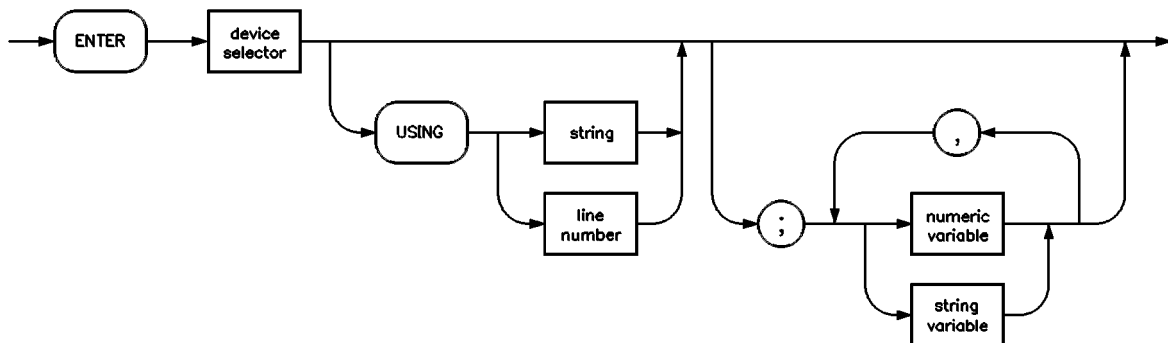 ENTER
device
selector
USING
string
line
number
;
,
numeric
variable
string
variable